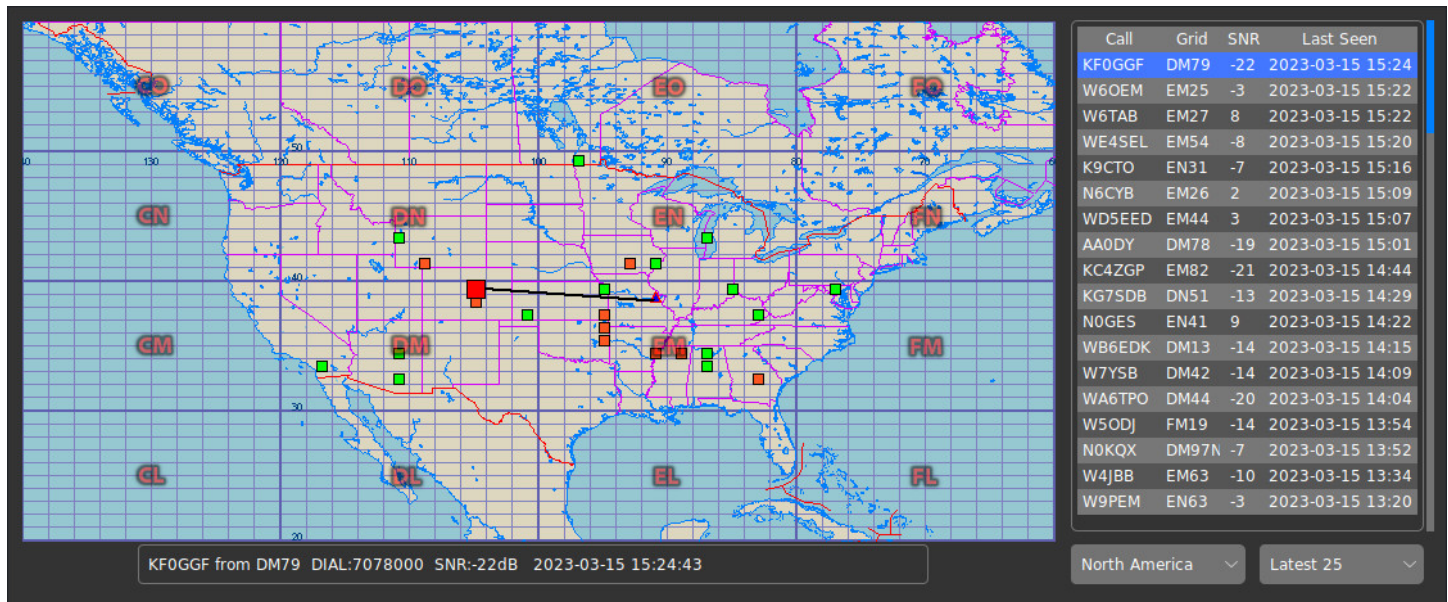 CO DO EO FO
50
130 120 110 100 90 80 70
CN DN EN FN
40
CM DM EM FM
30
CL DL EL FL
20
KF0GGF from DM79 DIAL:7078000 SNR:-22dB 2023-03-15 15:24:43
Call Grid SNR Last Seen
KF0GGF DM79 -22 2023-03-15 15:24
W6OEM EM25 -3 2023-03-15 15:22
W6TAB EM27 8 2023-03-15 15:22
WE4SEL EM54 -8 2023-03-15 15:20
K9CTO EN31 -7 2023-03-15 15:16
N6CYB EM26 2 2023-03-15 15:09
WD5EED EM44 3 2023-03-15 15:07
AA0DY DM78 -19 2023-03-15 15:01
KC4ZGP EM82 -21 2023-03-15 14:44
KG7SDB DN51 -13 2023-03-15 14:29
N0GES EN41 9 2023-03-15 14:22
WB6EDK DM13 -14 2023-03-15 14:15
W7YSB DM42 -14 2023-03-15 14:09
WA6TPO DM44 -20 2023-03-15 14:04
W5ODJ FM19 -14 2023-03-15 13:54
N0KQX DM97N -7 2023-03-15 13:52
W4JBB EM63 -10 2023-03-15 13:34
W9PEM EN63 -3 2023-03-15 13:20
North America
Latest 25